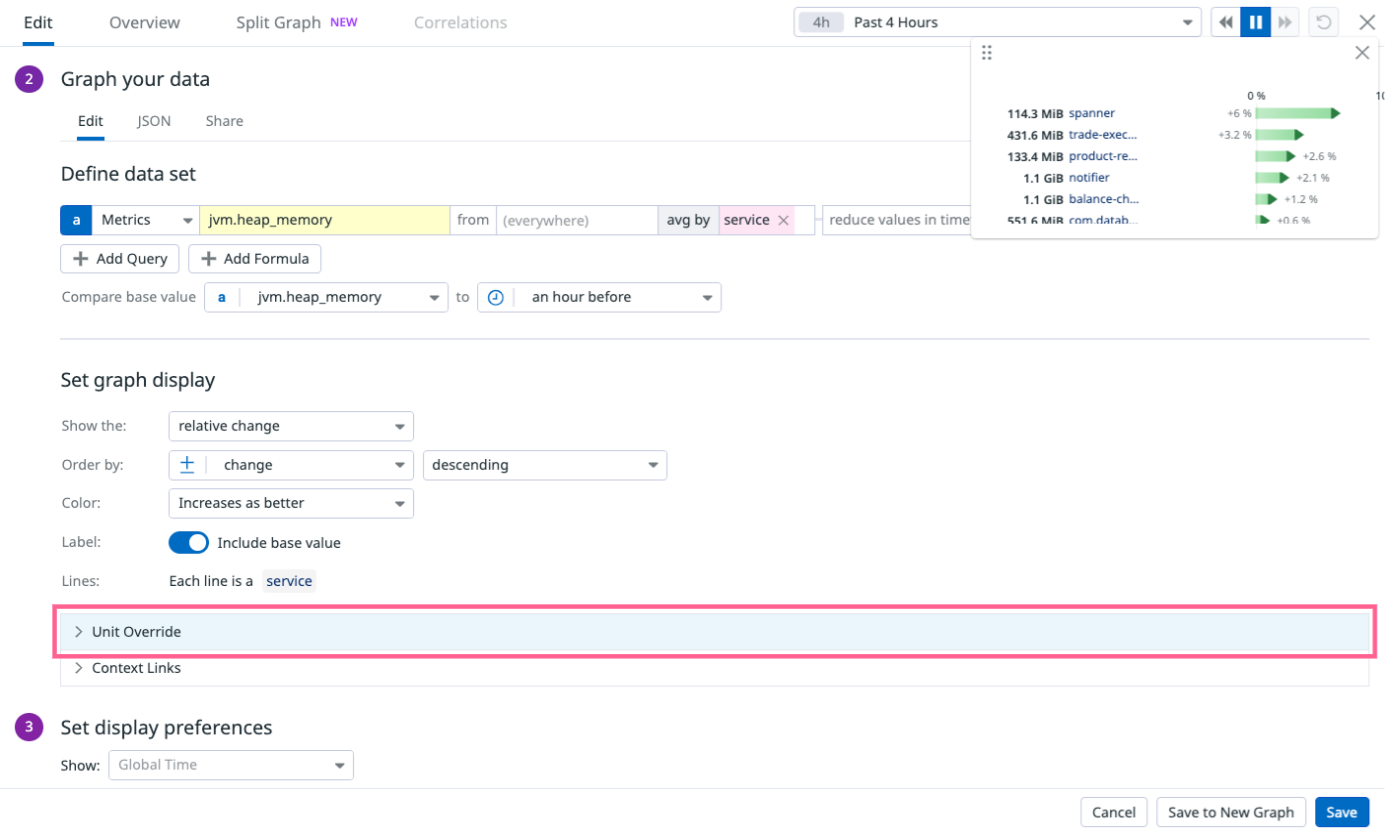 Edit Overview Split Graph NEW Correlations 4h Past 4 Hours
2 Graph your data
Edit JSON Share
0 %
114.3 MiB spanner +6 %
431.6 MiB trade-exec... +3.2 %
133.4 MiB product-re... +2.6 %
1.1 GiB notifier +2.1 %
1.1 GiB balance-ch... +1.2 %
551.6 MiB com.datab... +0.6 %
Define data set
a Metrics jvm.heap_memory from (everywhere) avg by service reduce values in time
Add Query Add Formula
Compare base value a jvm.heap_memory to an hour before
Set graph display
Show the: relative change
Order by: change descending
Color: Increases as better
Label: Include base value
Lines: Each line is a service
Unit Override
Context Links
3 Set display preferences
Show: Global Time
Cancel Save to New Graph Save